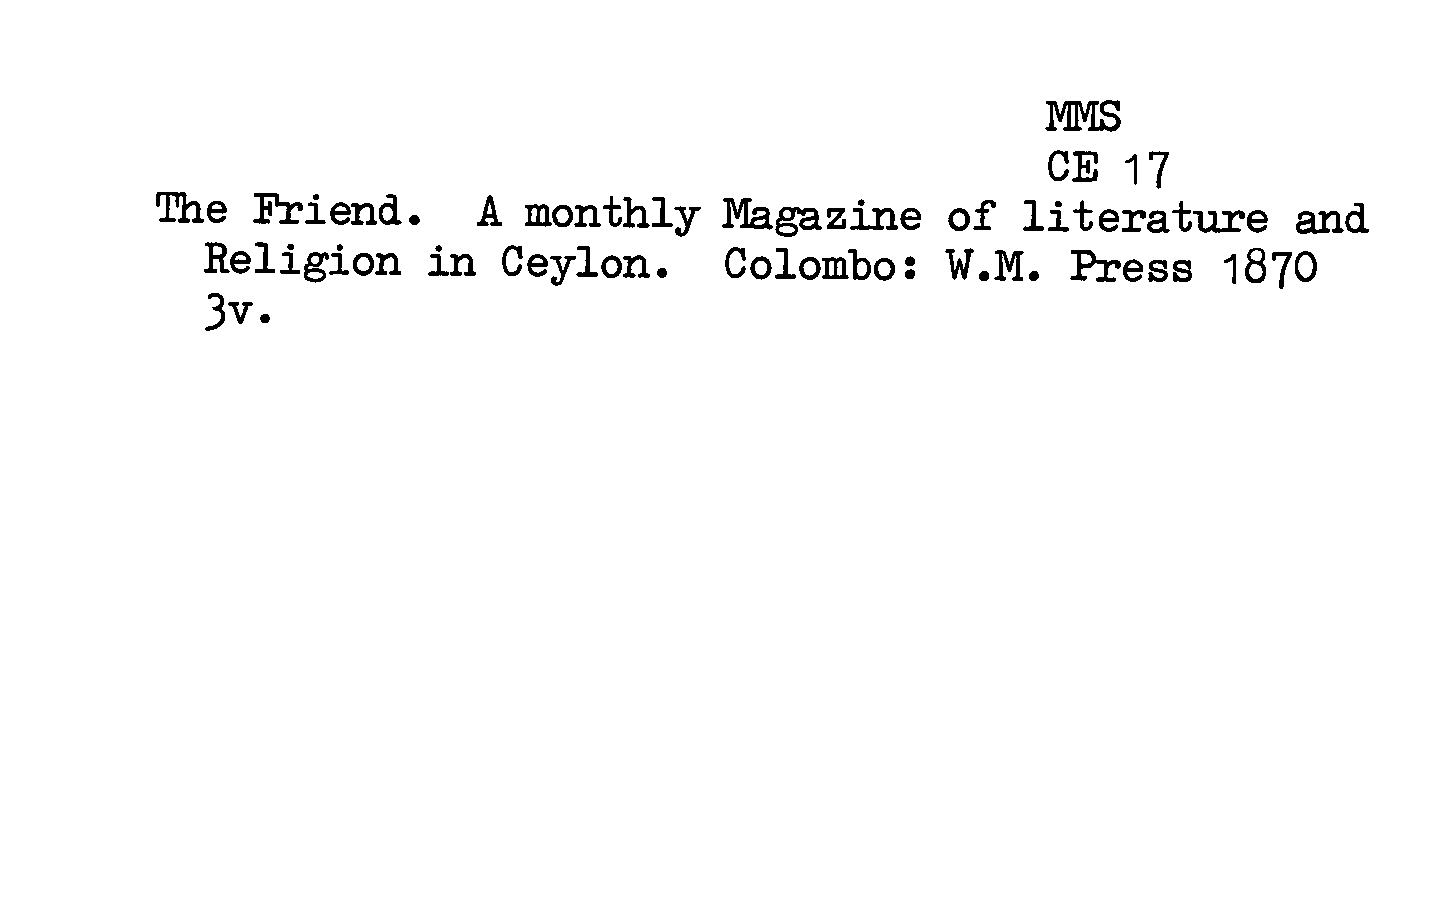 MMS
CE 17
The Friend. A monthly Magazine of literature and
Religion in Ceylon. Colombo: W.M. Press 1870
3v.